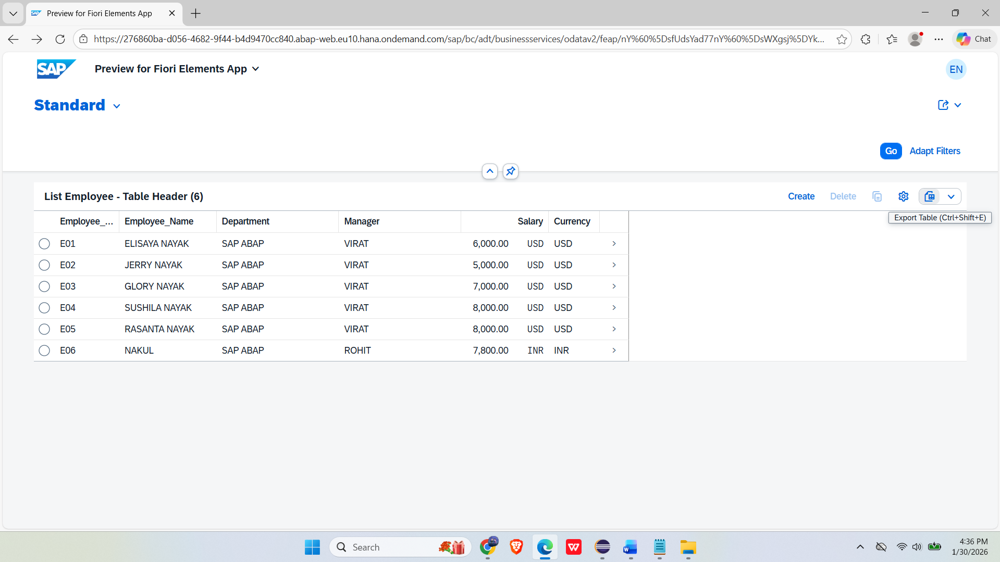 Preview for Fiori Elements App
https://276860ba-d056-4682-9f44-b4d9470cc840.abap-web.eu10.hana.ondemand.com/sap/bc/adt/businessservices/odatav2/feap/nY%60%5DsfUdsYad77nY%60%5DsWXgsj%5DYk...
Chat
SAP Preview for Fiori Elements App
EN
Standard
Go Adapt Filters
List Employee - Table Header (6)
Create Delete
Export Table (Ctrl+Shift+E)
Employee_... Employee_Name Department Manager Salary Currency
E01 ELISAYA NAYAK SAP ABAP VIRAT 6,000.00 USD USD
E02 JERRY NAYAK SAP ABAP VIRAT 5,000.00 USD USD
E03 GLORY NAYAK SAP ABAP VIRAT 7,000.00 USD USD
E04 SUSHILA NAYAK SAP ABAP VIRAT 8,000.00 USD USD
E05 RASANTA NAYAK SAP ABAP VIRAT 8,000.00 USD USD
E06 NAKUL SAP ABAP ROHIT 7,800.00 INR INR
Search
4:36 PM
1/30/2026